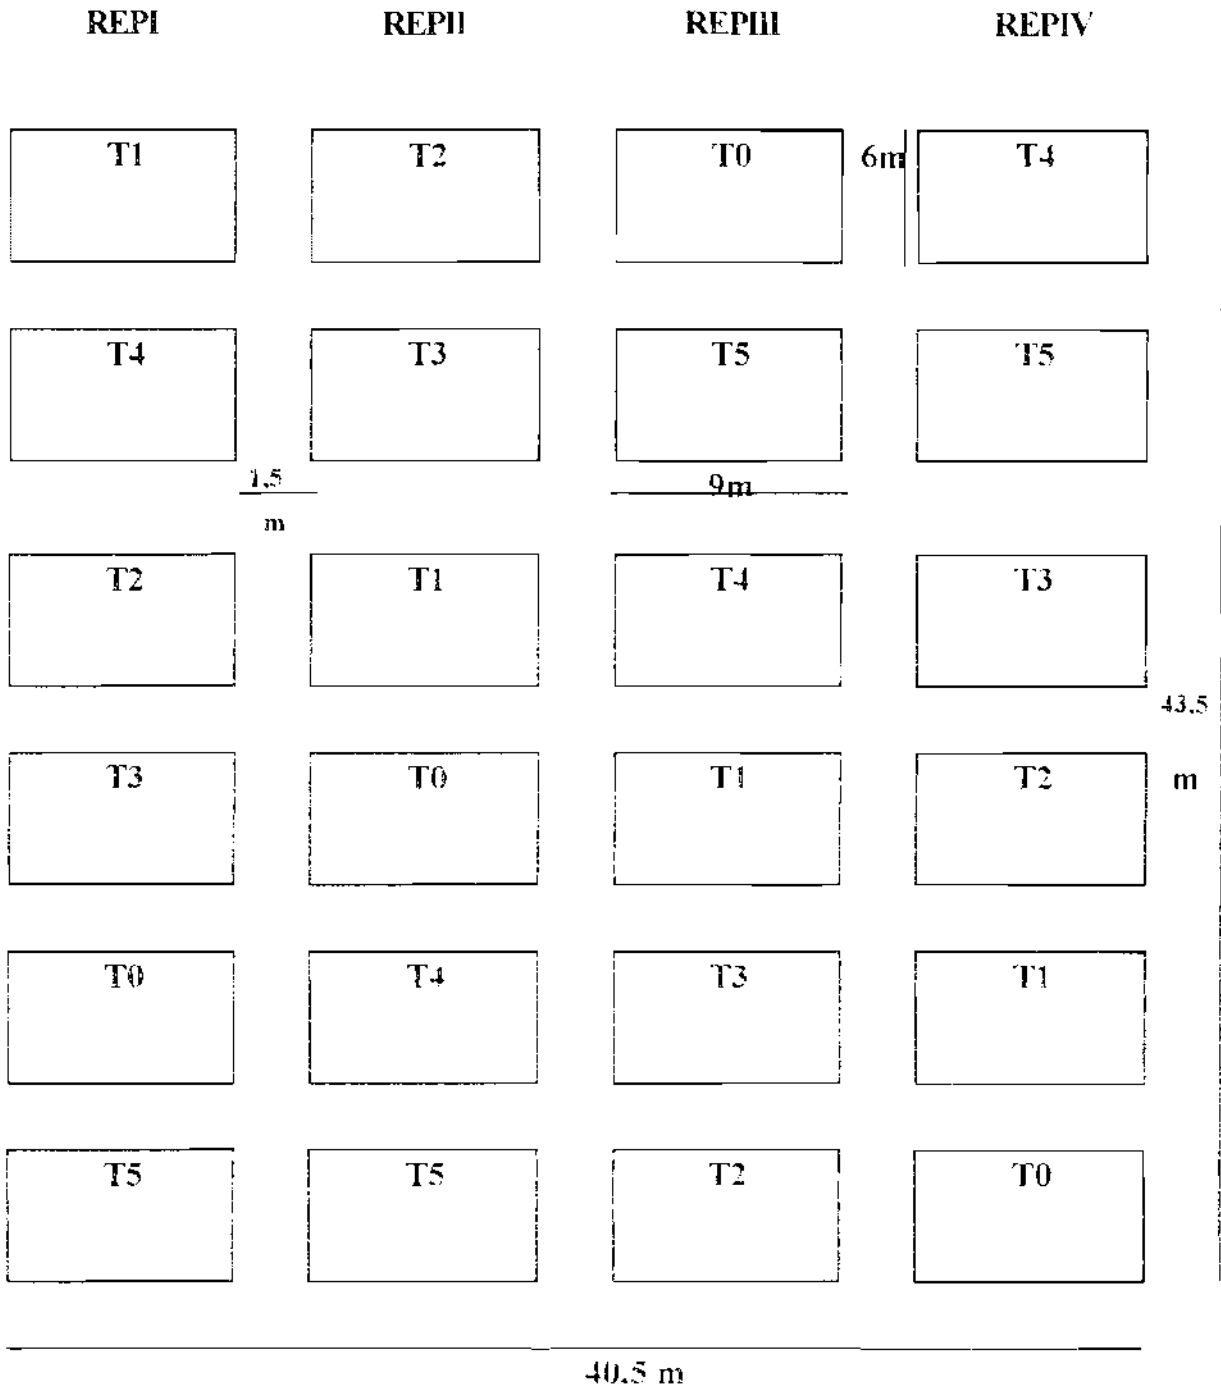 REPI REPII REPIII REPIV
T1 T2 T0 6m T4
T4 T3 T5 T5
1.5
m
9m
T2 T1 T4 T3
43.5
m
T3 T0 T1 T2
T0 T4 T3 T1
T5 T5 T2 T0
40.5 m